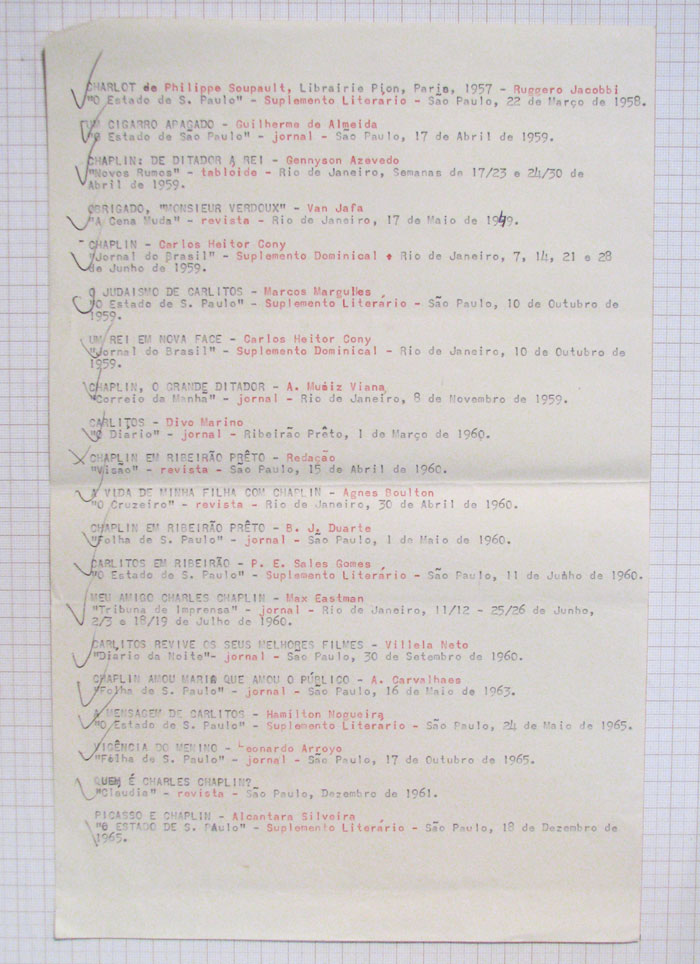 CHARLOT de Philippe Soupault, Librairie Plon, Paris, 1957 - Ruggero Jacobbi
"O Estado de S. Paulo" - Suplemento Literario - São Paulo, 22 de Março de 1958.
UM CIGARRO APAGADO - Guilherme de Almeida
"O Estado de São Paulo" - jornal - São Paulo, 17 de Abril de 1959.
CHAPLIN: DE DITADOR A REI - Gennyson Azevedo
"Novos Rumos" - tabloide - Rio de Janeiro, Semanas de 17/23 e 24/30 de
Abril de 1959.
OBRIGADO, "MONSIEUR VERDOUX" - Van Jafa
"A Cena Muda" - revista - Rio de Janeiro, 17 de Maio de 1949.
CHAPLIN - Carlos Heitor Cony
"Jornal do Brasil" - Suplemento Dominical - Rio de Janeiro, 7, 14, 21 e 28
de Junho de 1959.
O JUDAISMO DE CARLITOS - Marcos Margulies
"O Estado de S. Paulo" - Suplemento Literário - São Paulo, 10 de Outubro de
1959.
UM REI EM NOVA FACE - Carlos Heitor Cony
"Jornal do Brasil" - Suplemento Dominical - Rio de Janeiro, 10 de Outubro de
1959.
CHAPLIN, O GRANDE DITADOR - A. Muniz Viana
"Correio da Manhã" - jornal - Rio de Janeiro, 8 de Novembro de 1959.
CARLITOS - Divo Marino
"O Diario" - jornal - Ribeirão Prêto, 1 de Março de 1960.
CHAPLIN EM RIBEIRÃO PRÊTO - Redação
"Visão" - revista - São Paulo, 15 de Abril de 1960.
A VIDA DE MINHA FILHA COM CHAPLIN - Agnes Boulton
"O Cruzeiro" - revista - Rio de Janeiro, 30 de Abril de 1960.
CHAPLIN EM RIBEIRÃO PRÊTO - B. J. Duarte
"Folha de S. Paulo" - jornal - São Paulo, 1 de Maio de 1960.
CARLITOS EM RIBEIRÃO - P. E. Sales Gomes
"O Estado de S. Paulo" - Suplemento Literário - São Paulo, 11 de Junho de 1960.
MEU AMIGO CHARLES CHAPLIN - Max Eastman
"Tribuna de Imprensa" - jornal - Rio de Janeiro, 11/12 - 25/26 de Junho,
2/3 e 18/19 de Julho de 1960.
CARLITOS REVIVE OS SEUS MELHORES FILMES - Villela Neto
"Diario da Noite"- jornal - São Paulo, 30 de Setembro de 1960.
CHAPLIN AMOU MARIA QUE AMOU O PÚBLICO - A. Carvalhaes
"Folha de S. Paulo" - jornal - São Paulo, 16 de Maio de 1963.
A MENSAGEM DE CARLITOS - Hamilton Nogueira
"O Estado de S. Paulo" - Suplemento Literario - São Paulo, 24 de Maio de 1965.
VIGÊNCIA DO MENINO - Leonardo Arroyo
"Folha de S. Paulo" - jornal - São Paulo, 17 de Outubro de 1965.
QUEM É CHARLES CHAPLIN?
"Claudia" - revista - São Paulo, Dezembro de 1961.
PICASSO E CHAPLIN - Alcantara Silveira
"O ESTADO DE S. PAulo" - Suplemento Literário - São Paulo, 18 de Dezembro de
1965.